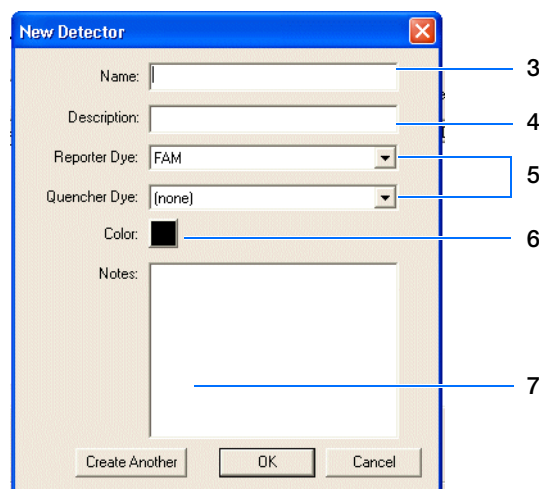 New Detector
Name: 3
Description: 4
Reporter Dye: FAM
5
Quencher Dye: (none)
Color: 6
Notes:
7
Create Another OK Cancel